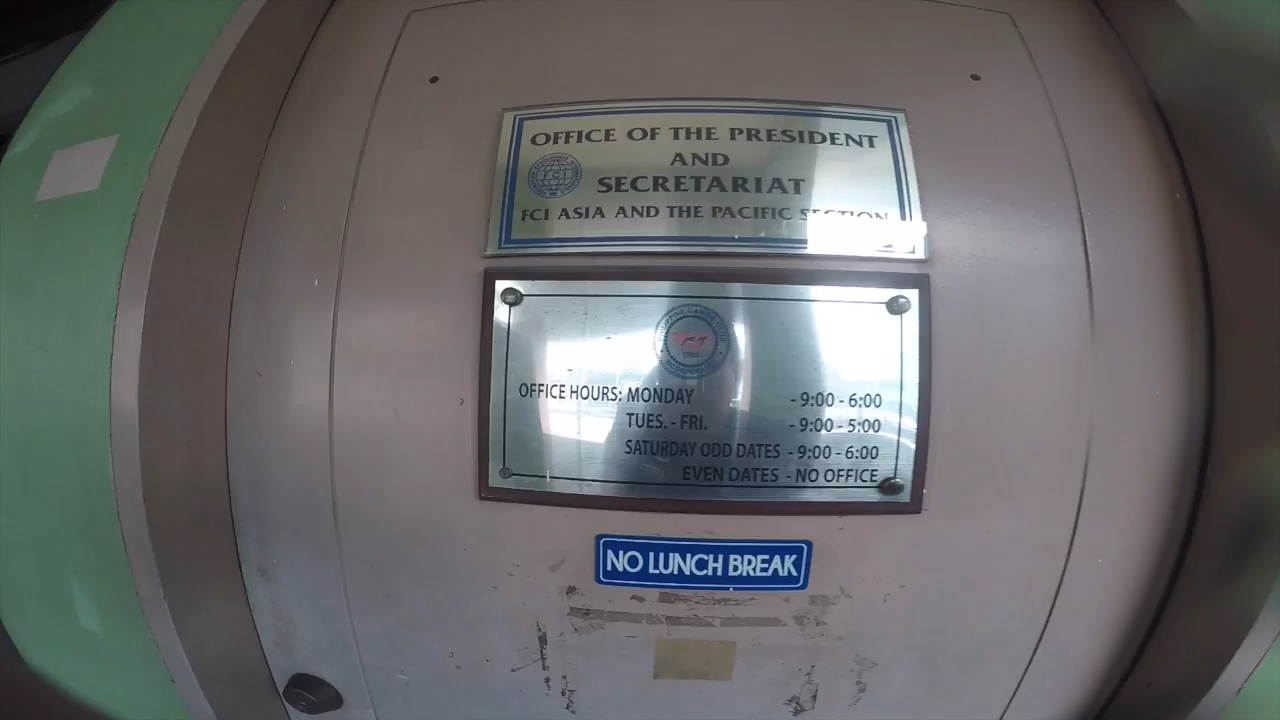 OFFICE OF THE PRESIDENT
AND
FCI
SECRETARIAT
FCI ASIA AND THE PACIFIC SECTION
OFFICE HOURS: MONDAY - 9:00 - 6:00
TUES. - FRI. - 9:00 - 5:00
SATURDAY ODD DATES - 9:00 - 6:00
EVEN DATES - NO OFFICE
NO LUNCH BREAK